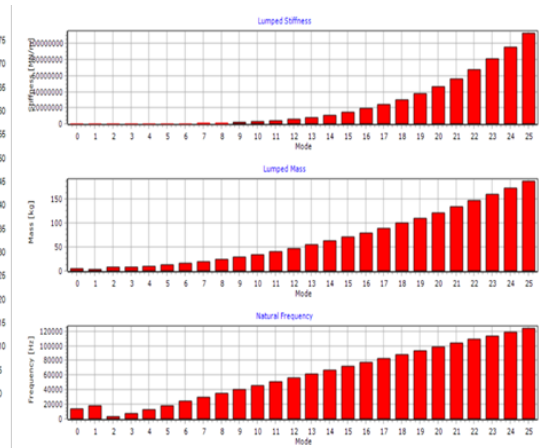 Lumped Stiffness
Stiffness [MN/m]
0
0 1 2 3 4 5 6 7 8 9 10 11 12 13 14 15 16 17 18 19 20 21 22 23 24 25
Mode
Lumped Mass
Mass [kg]
150
100
50
0
0 1 2 3 4 5 6 7 8 9 10 11 12 13 14 15 16 17 18 19 20 21 22 23 24 25
Mode
Natural Frequency
Frequency [Hz]
120000
100000
80000
60000
40000
20000
0
0 1 2 3 4 5 6 7 8 9 10 11 12 13 14 15 16 17 18 19 20 21 22 23 24 25
Mode